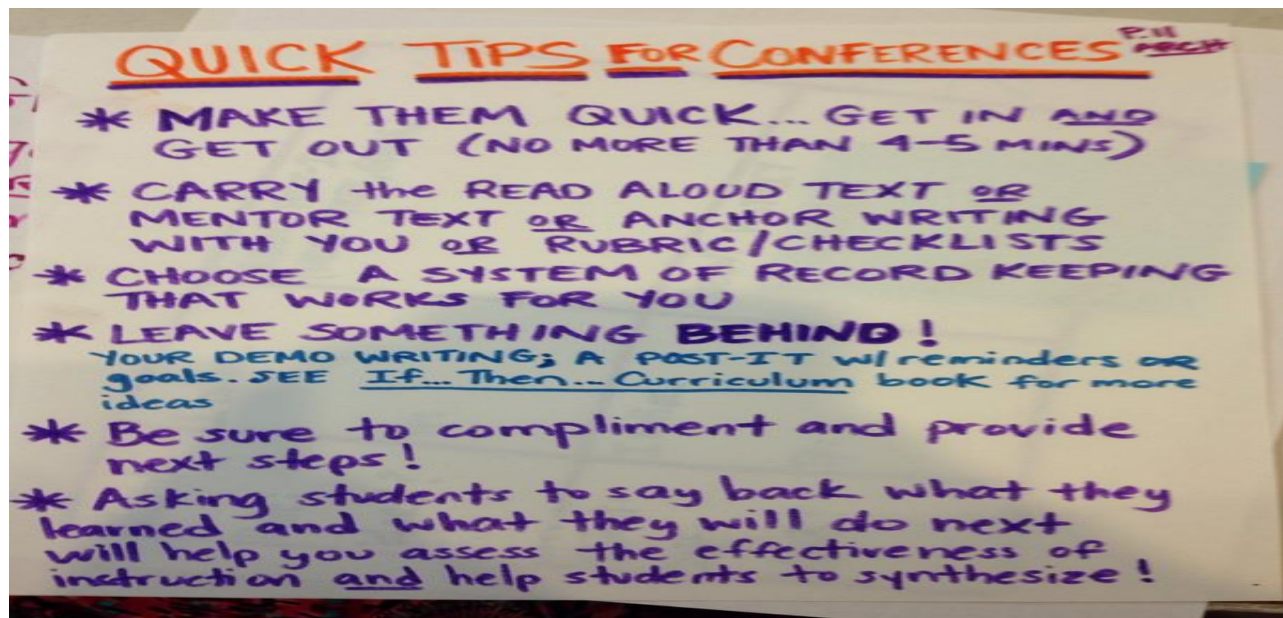 QUICK TIPS FOR CONFERENCES
P.11
* MAKE THEM QUICK... GET IN AND
GET OUT (NO MORE THAN 4-5 MINS)
* CARRY the READ ALOUD TEXT OR
MENTOR TEXT OR ANCHOR WRITING
WITH YOU OR RUBRIC/CHECKLISTS
* CHOOSE A SYSTEM OF RECORD KEEPING
THAT WORKS FOR YOU
* LEAVE SOMETHING BEHIND!
YOUR DEMO WRITING; A POST-IT w/reminders OR
goals. SEE If... Then... Curriculum book for more
ideas
* Be sure to compliment and provide
next steps!
* Asking students to say back what they
learned and what they will do next
will help you assess the effectiveness of
instruction and help students to synthesize!